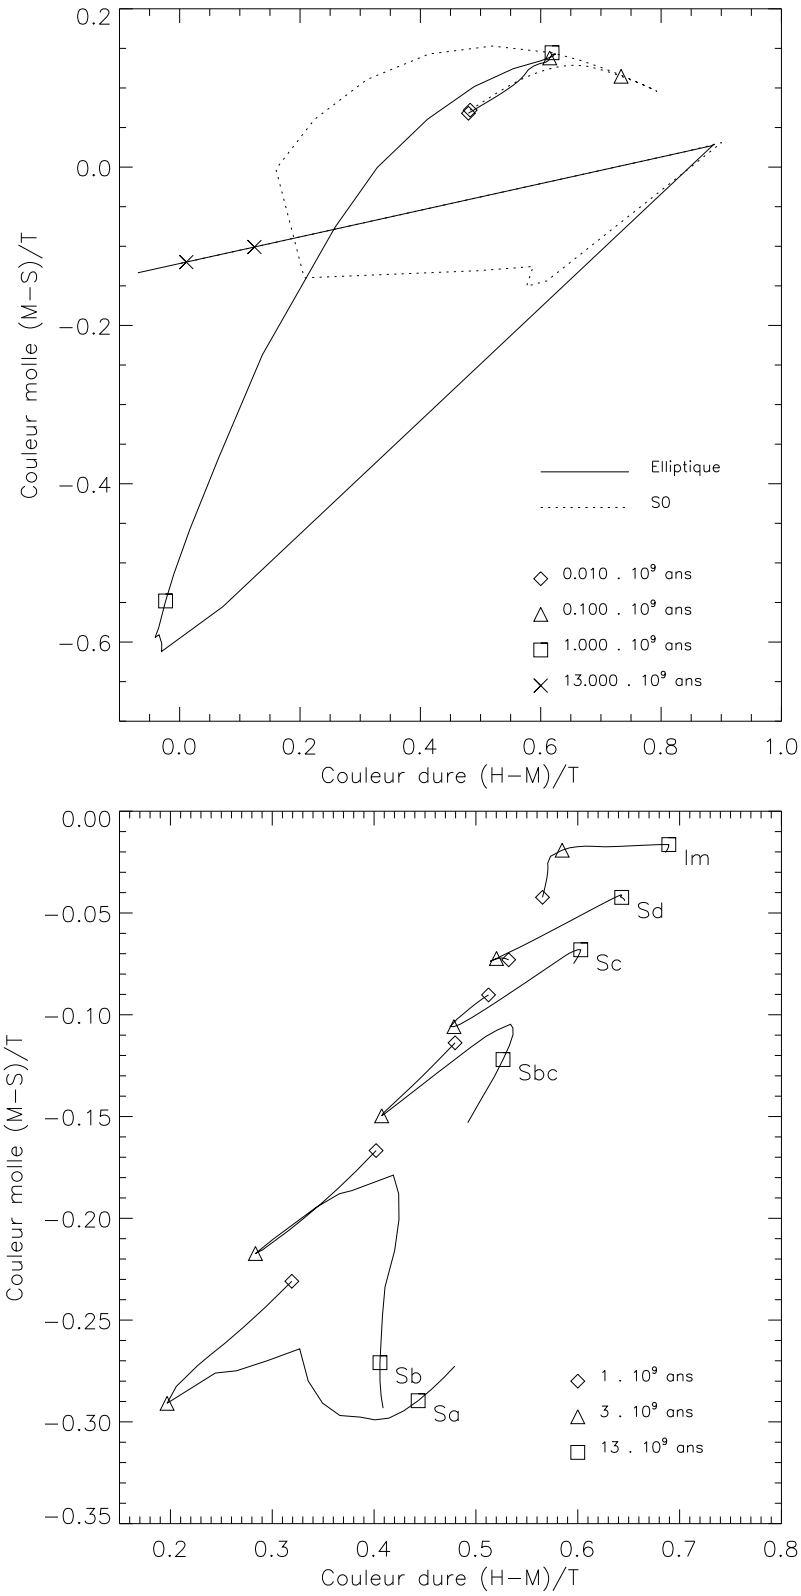 0.2
0.0
−0.2
−0.4
−0.6
Couleur molle (M−S)/T
Elliptique
S0
0.010 . 10⁹ ans
0.100 . 10⁹ ans
1.000 . 10⁹ ans
13.000 . 10⁹ ans
0.0 0.2 0.4 0.6 0.8 1.0
Couleur dure (H−M)/T
0.00
−0.05
−0.10
−0.15
−0.20
−0.25
−0.30
−0.35
Couleur molle (M−S)/T
Im
Sd
Sc
Sbc
Sb
Sa
1 . 10⁹ ans
3 . 10⁹ ans
13 . 10⁹ ans
0.2 0.3 0.4 0.5 0.6 0.7 0.8
Couleur dure (H−M)/T